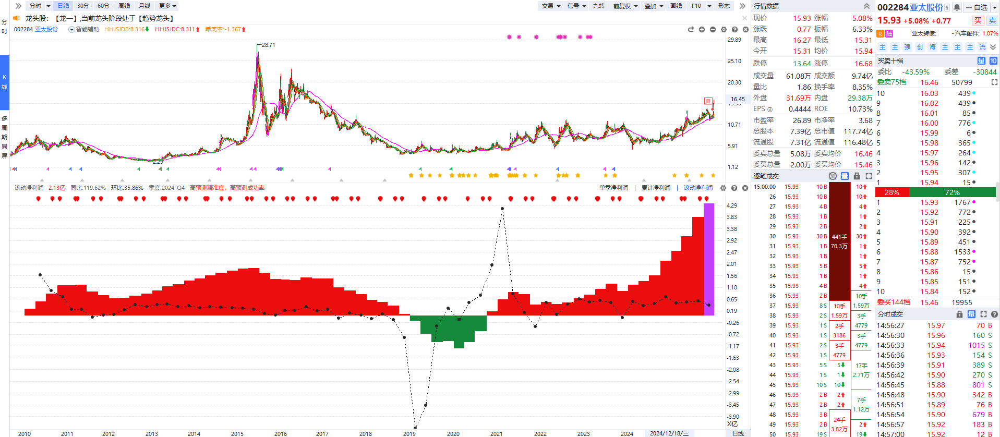 分时 日线 30分 60分 周线 月线 更多 交易 信号 九转 前复权 叠加 画线 F10 形态
龙头股：【龙一】,当前龙头阶段处于【趋势龙头】
002284 亚太股份 智能辅助 HHJSJDB:8.316 HHJSJDC:8.311 乖离率:-1.367
分时
K线
多周期同屏
28.71
2.29
29.89
25.10
20.30
16.45
10.71
5.91
1.12
滚动净利润 2.13亿 同比:119.62% 环比:35.86% 季度:2024-Q4 高预测精准度，高预测成功率 单季净利润 | 累计净利润 | 滚动净利润
4.29
3.83
3.38
2.92
2.47
2.01
1.56
1.10
0.65
0.19
-0.26
-0.72
-1.17
-1.63
-2.08
-2.54
-2.99
-3.45
-3.90
X亿
2010 2011 2012 2013 2014 2015 2016 2017 2018 2019 2020 2021 2022 2023 2024 2024/12/18/三 日线
行情数据
现价 15.93 涨幅 5.08%
涨跌 0.77 振幅 6.33%
最高 16.27 最低 15.31
今开 15.31 均价 15.94
跌停 13.64 涨停 16.68
成交量 61.08万 成交额 9.74亿
量比 1.86 换手率 8.35%
外盘 31.69万 内盘 29.38万
EPS ③ 0.4444 ROE 10.73%
市盈率 26.89 市净率 3.68
总股本 7.39亿 总市值 117.74亿
流通股 7.31亿 流通值 116.48亿
委卖总量 5.08万 委卖均价 16.46
委买总量 2.00万 委买均价 15.46
逐笔成交 量
15:00:00 15.93 10 B 10
26 15.93 10 B 10
27 15.93 4 B 4
28 15.93 1 B 1
29 15.93 2 B 2
30 15.93 30 B 441手 30
31 15.93 1 B 70.3万 1
32 15.93 1 B 1
33 15.93 5 B 5
34 15.93 1 B 1
35 15.93 4 B 4
36 15.93 2 B 10手
37 15.93 8 S 10手 1.59万
38 15.93 2 S 1.59万 3手
39 15.93 1 S 2手 4779
40 15.93 1 S 3186 3手
41 15.93 2 S 3手 4779
42 15.93 1 S 4779
43 15.93 5 S 5 17手
44 15.93 1 S 1 2.71万
45 15.93 10 S 10
46 15.93 2 B 2 7手
47 15.93 2 B 2 1.12万
48 15.93 3 B 24手
49 15.93 2 B 3.82万 2
50 15.93 19 S 19
002284 亚太股份 一自选
15.93 +5.08% +0.77 买 卖
R 陆 亚太转债: - 汽车配件: 1.07%
主 主 强 创 海 主 主 主 流
买卖十档 量 10
委比 -43.59% 委差 -30844
委卖75档 16.46 50799
10 16.03 439
9 16.02 439
8 16.01 85
7 16.00 776
6 15.99 6
5 15.98 365
4 15.97 264
3 15.96 142
2 15.95 307
1 15.94 15
28% 72%
1 15.93 1767
2 15.92 772
3 15.91 225
4 15.90 392
5 15.89 451
6 15.88 1533
7 15.87 752
8 15.86 15
9 15.85 151
10 15.84 152
委买144档 15.46 19955
分时成交 量
14:56:27 15.97 70 B
14:56:30 15.96 160 S
14:56:33 15.94 1015 S
14:56:36 15.93 154 S
14:56:39 15.91 389 S
14:56:42 15.90 270 S
14:56:45 15.88 801 S
14:56:48 15.90 342 B
14:56:51 15.89 76 B
14:56:54 15.90 679 B
14:56:57 15.92 183 B
14:57:00 15.92 12 B